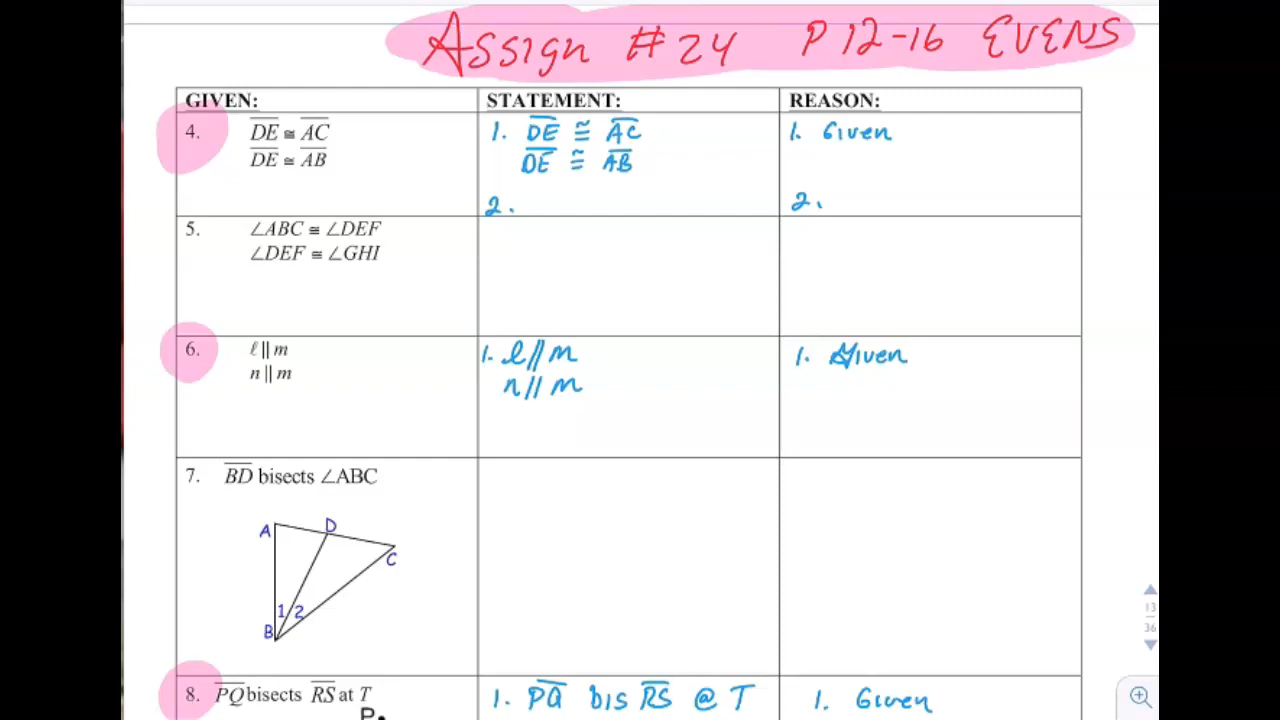 ASSIGN #24 P 12-16 EVENS
GIVEN: STATEMENT: REASON:
4. DE ≅ AC 1. DE ≅ AC 1. Given
DE ≅ AB DE ≅ AB
2. 2.
5. ∠ABC ≅ ∠DEF
∠DEF ≅ ∠GHI
6. ℓ || m 1. l // m 1. Given
n || m n // m
7. BD bisects ∠ABC
A D
C
1 2
B
8. PQ bisects RS at T 1. PQ bis RS @ T 1. Given
P
13
36